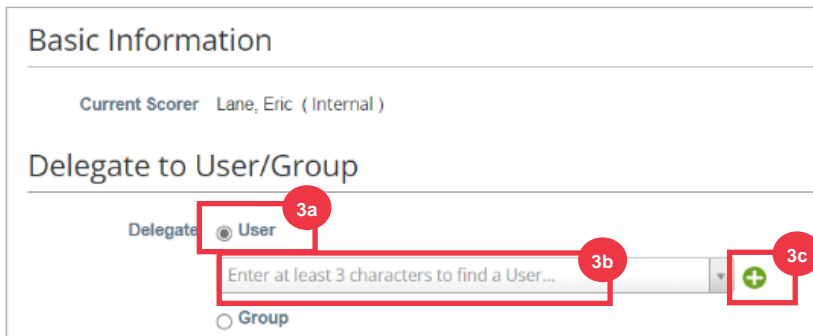 Basic Information
Current Scorer Lane, Eric ( Internal )
Delegate to User/Group
3a
Delegate User
3b
3c
Enter at least 3 characters to find a User...
Group